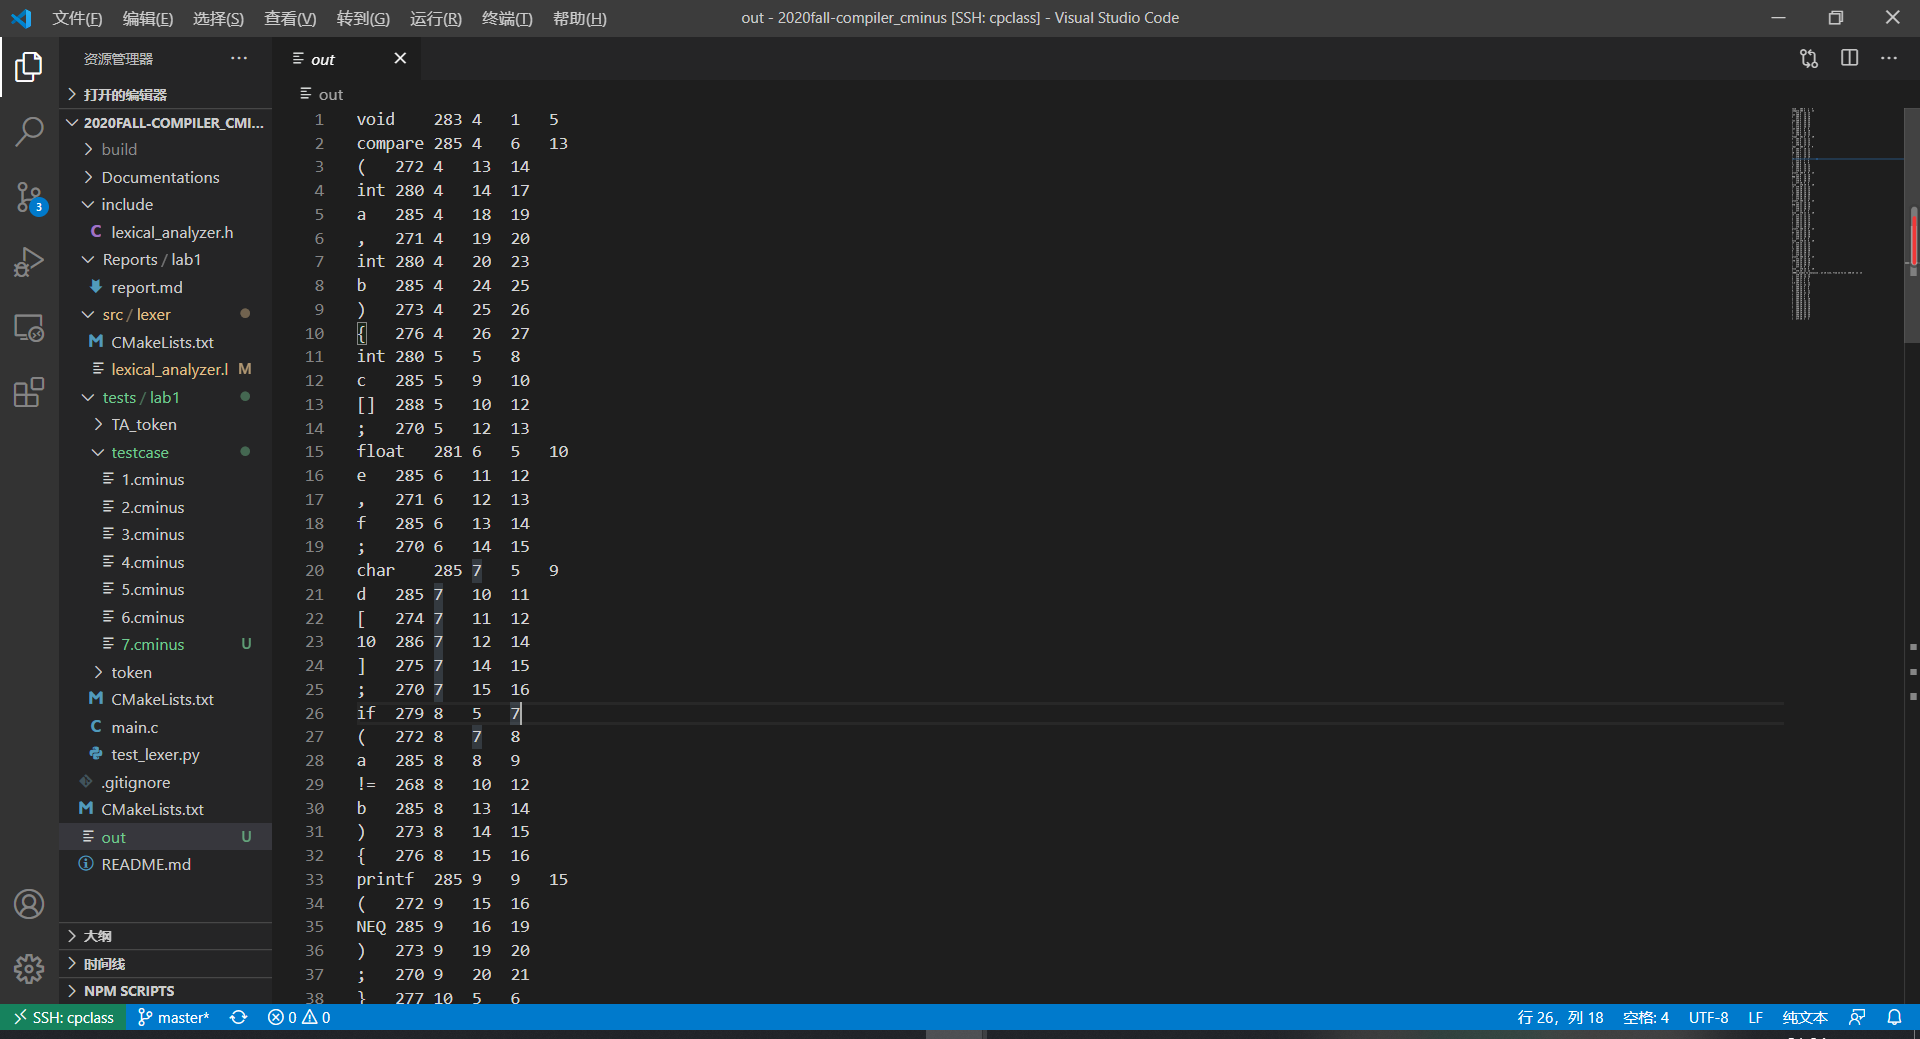 文件(F) 编辑(E) 选择(S) 查看(V) 转到(G) 运行(R) 终端(T) 帮助(H) out - 2020fall-compiler_cminus [SSH: cpclass] - Visual Studio Code
资源管理器
打开的编辑器
2020FALL-COMPILER_CMI...
build
Documentations
include
C lexical_analyzer.h
Reports / lab1
report.md
src / lexer
M CMakeLists.txt
lexical_analyzer.l M
tests / lab1
TA_token
testcase
1.cminus
2.cminus
3.cminus
4.cminus
5.cminus
6.cminus
7.cminus U
token
M CMakeLists.txt
C main.c
test_lexer.py
.gitignore
M CMakeLists.txt
out U
README.md
大纲
时间线
NPM SCRIPTS
3
out
out
1 void 283 4 1 5
2 compare 285 4 6 13
3 ( 272 4 13 14
4 int 280 4 14 17
5 a 285 4 18 19
6 , 271 4 19 20
7 int 280 4 20 23
8 b 285 4 24 25
9 ) 273 4 25 26
10 { 276 4 26 27
11 int 280 5 5 8
12 c 285 5 9 10
13 [] 288 5 10 12
14 ; 270 5 12 13
15 float 281 6 5 10
16 e 285 6 11 12
17 , 271 6 12 13
18 f 285 6 13 14
19 ; 270 6 14 15
20 char 285 7 5 9
21 d 285 7 10 11
22 [ 274 7 11 12
23 10 286 7 12 14
24 ] 275 7 14 15
25 ; 270 7 15 16
26 if 279 8 5 7
27 ( 272 8 7 8
28 a 285 8 8 9
29 != 268 8 10 12
30 b 285 8 13 14
31 ) 273 8 14 15
32 { 276 8 15 16
33 printf 285 9 9 15
34 ( 272 9 15 16
35 NEQ 285 9 16 19
36 ) 273 9 19 20
37 ; 270 9 20 21
38 } 277 10 5 6
SSH: cpclass master* 0 0 行 26，列 18 空格: 4 UTF-8 LF 纯文本